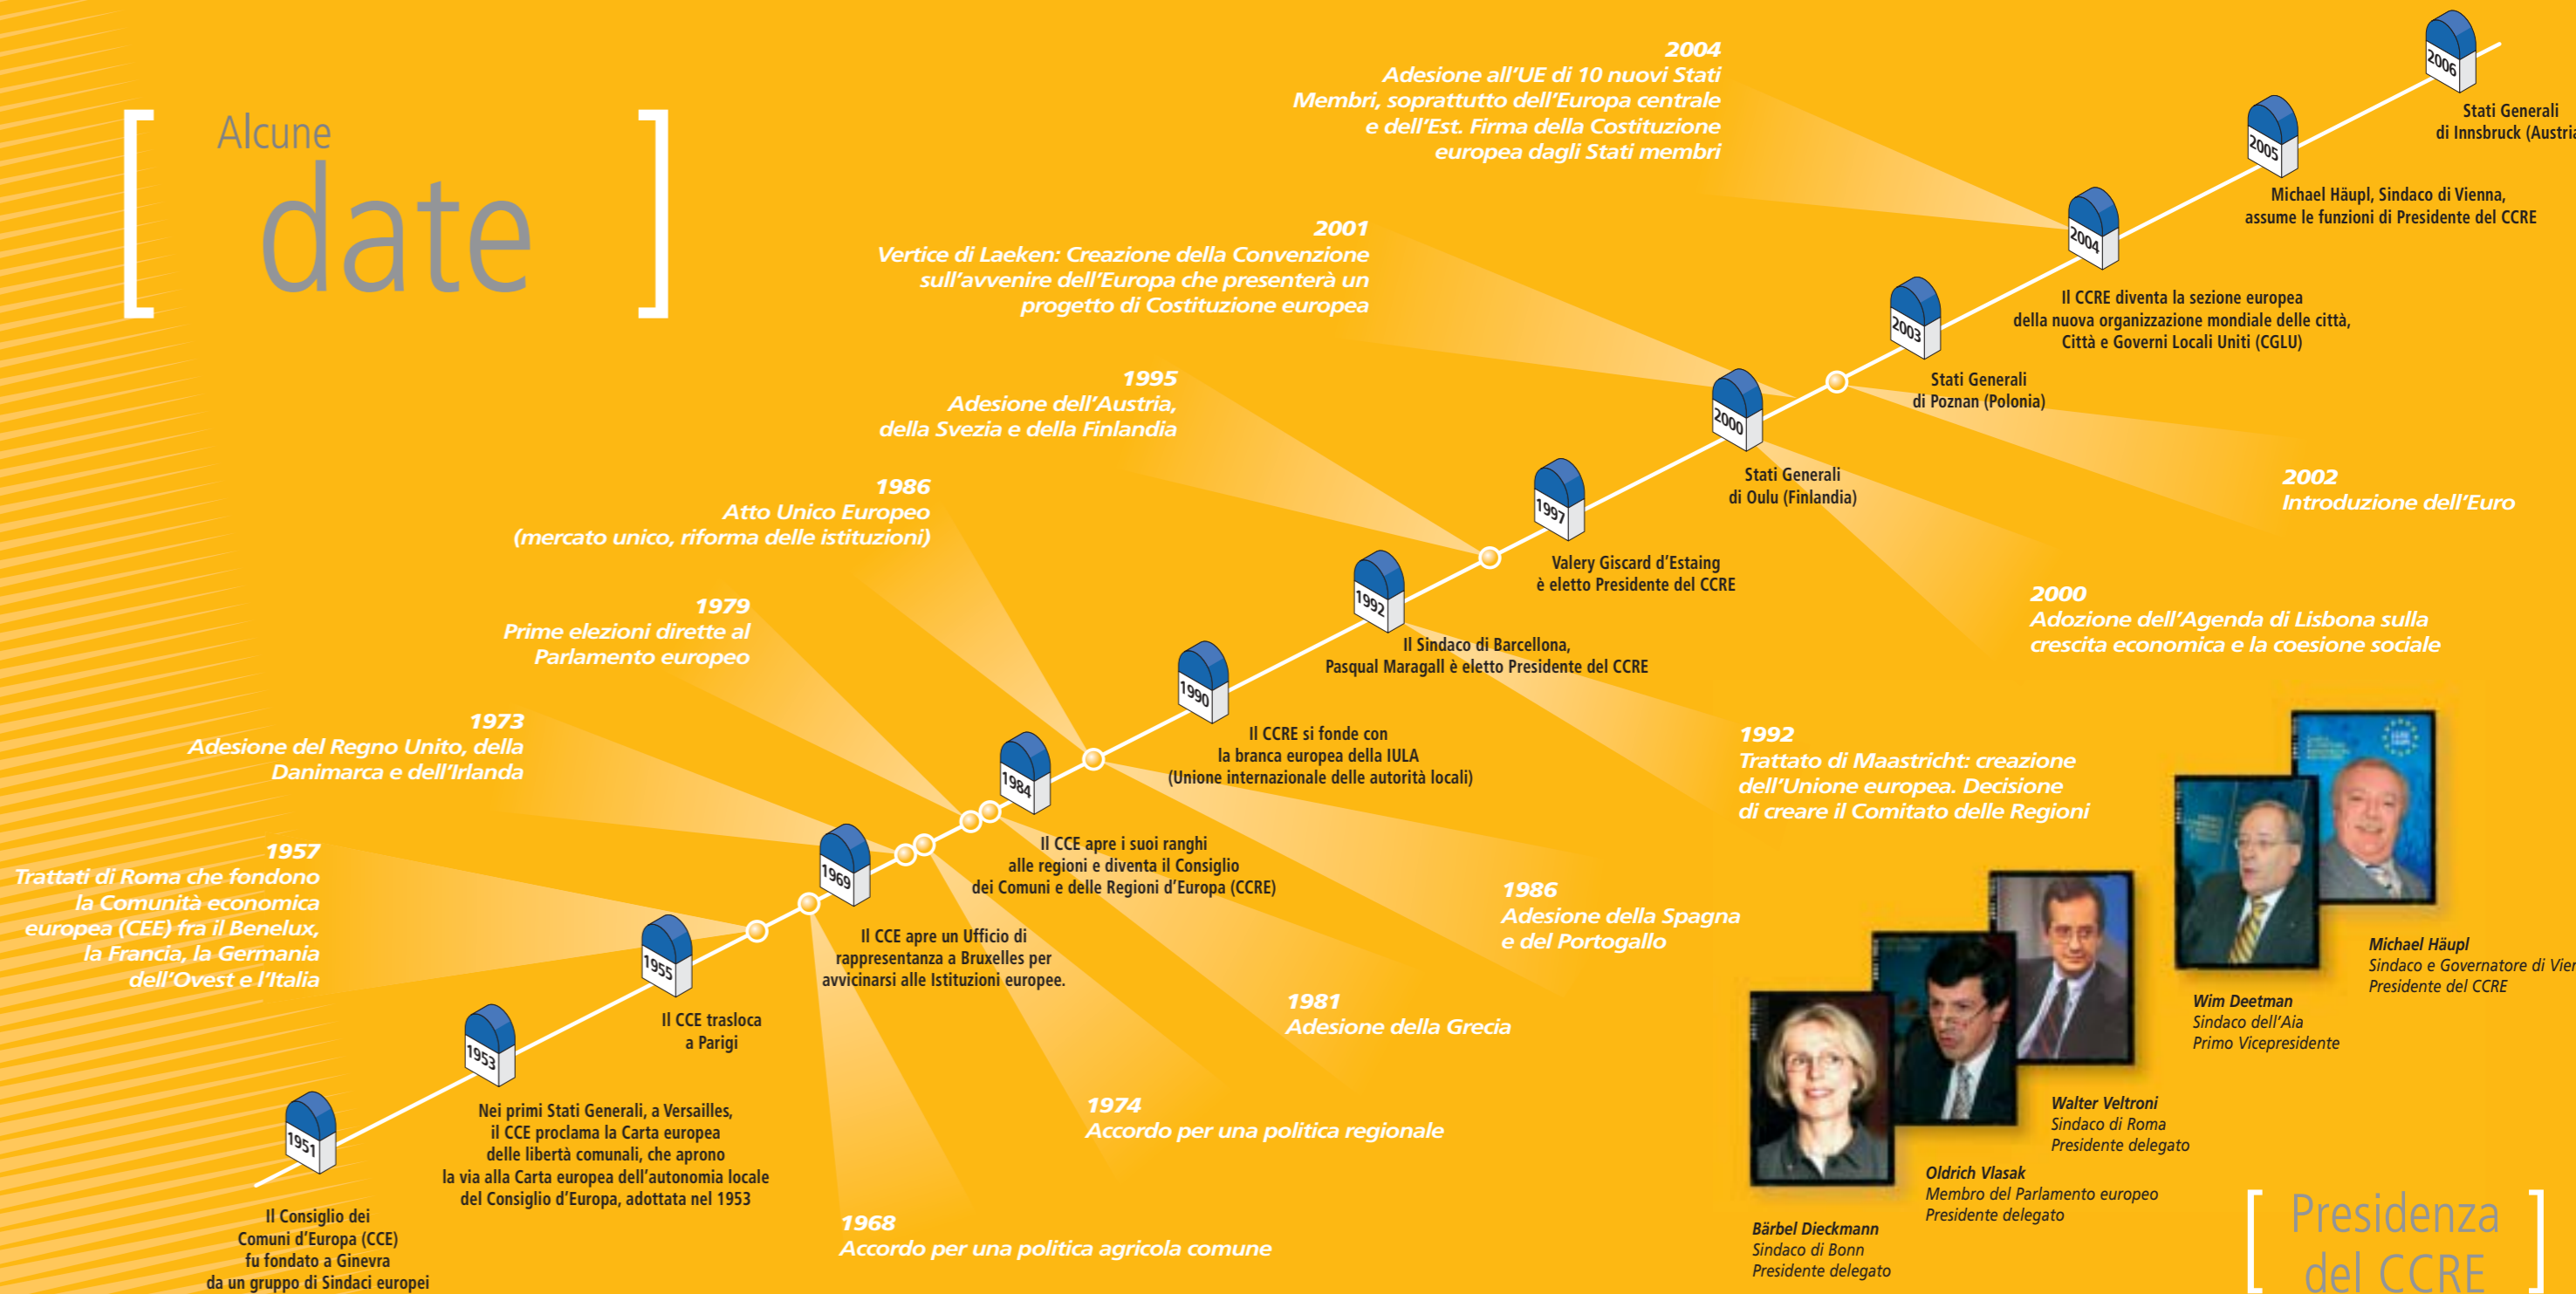 Alcune
date
2004
Adesione all'UE di 10 nuovi Stati
Membri, soprattutto dell'Europa centrale
e dell'Est. Firma della Costituzione
europea dagli Stati membri
2001
Vertice di Laeken: Creazione della Convenzione
sull'avvenire dell'Europa che presenterà un
progetto di Costituzione europea
1995
Adesione dell'Austria,
della Svezia e della Finlandia
1986
Atto Unico Europeo
(mercato unico, riforma delle istituzioni)
1979
Prime elezioni dirette al
Parlamento europeo
1973
Adesione del Regno Unito, della
Danimarca e dell'Irlanda
1957
Trattati di Roma che fondono
la Comunità economica
europea (CEE) fra il Benelux,
la Francia, la Germania
dell'Ovest e l'Italia
1951
Il Consiglio dei
Comuni d'Europa (CCE)
fu fondato a Ginevra
da un gruppo di Sindaci europei
1953
Nei primi Stati Generali, a Versailles,
il CCE proclama la Carta europea
delle libertà comunali, che aprono
la via alla Carta europea dell'autonomia locale
del Consiglio d'Europa, adottata nel 1953
1955
Il CCE trasloca
a Parigi
1969
Il CCE apre un Ufficio di
rappresentanza a Bruxelles per
avvicinarsi alle Istituzioni europee.
1984
Il CCE apre i suoi ranghi
alle regioni e diventa il Consiglio
dei Comuni e delle Regioni d'Europa (CCRE)
1990
Il CCRE si fonde con
la branca europea della IULA
(Unione internazionale delle autorità locali)
1992
Il Sindaco di Barcellona,
Pasqual Maragall è eletto Presidente del CCRE
1997
Valery Giscard d'Estaing
è eletto Presidente del CCRE
2000
Stati Generali
di Oulu (Finlandia)
2003
Stati Generali
di Poznan (Polonia)
2004
Il CCRE diventa la sezione europea
della nuova organizzazione mondiale delle città,
Città e Governi Locali Uniti (CGLU)
2005
Michael Häupl, Sindaco di Vienna,
assume le funzioni di Presidente del CCRE
2006
Stati Generali
di Innsbruck (Austria
2002
Introduzione dell'Euro
2000
Adozione dell'Agenda di Lisbona sulla
crescita economica e la coesione sociale
1992
Trattato di Maastricht: creazione
dell'Unione europea. Decisione
di creare il Comitato delle Regioni
1986
Adesione della Spagna
e del Portogallo
1981
Adesione della Grecia
1974
Accordo per una politica regionale
1968
Accordo per una politica agricola comune
Michael Häupl
Sindaco e Governatore di Vien
Presidente del CCRE
Wim Deetman
Sindaco dell'Aia
Primo Vicepresidente
Walter Veltroni
Sindaco di Roma
Presidente delegato
Oldrich Vlasak
Membro del Parlamento europeo
Presidente delegato
Bärbel Dieckmann
Sindaco di Bonn
Presidente delegato
Presidenza
del CCRE